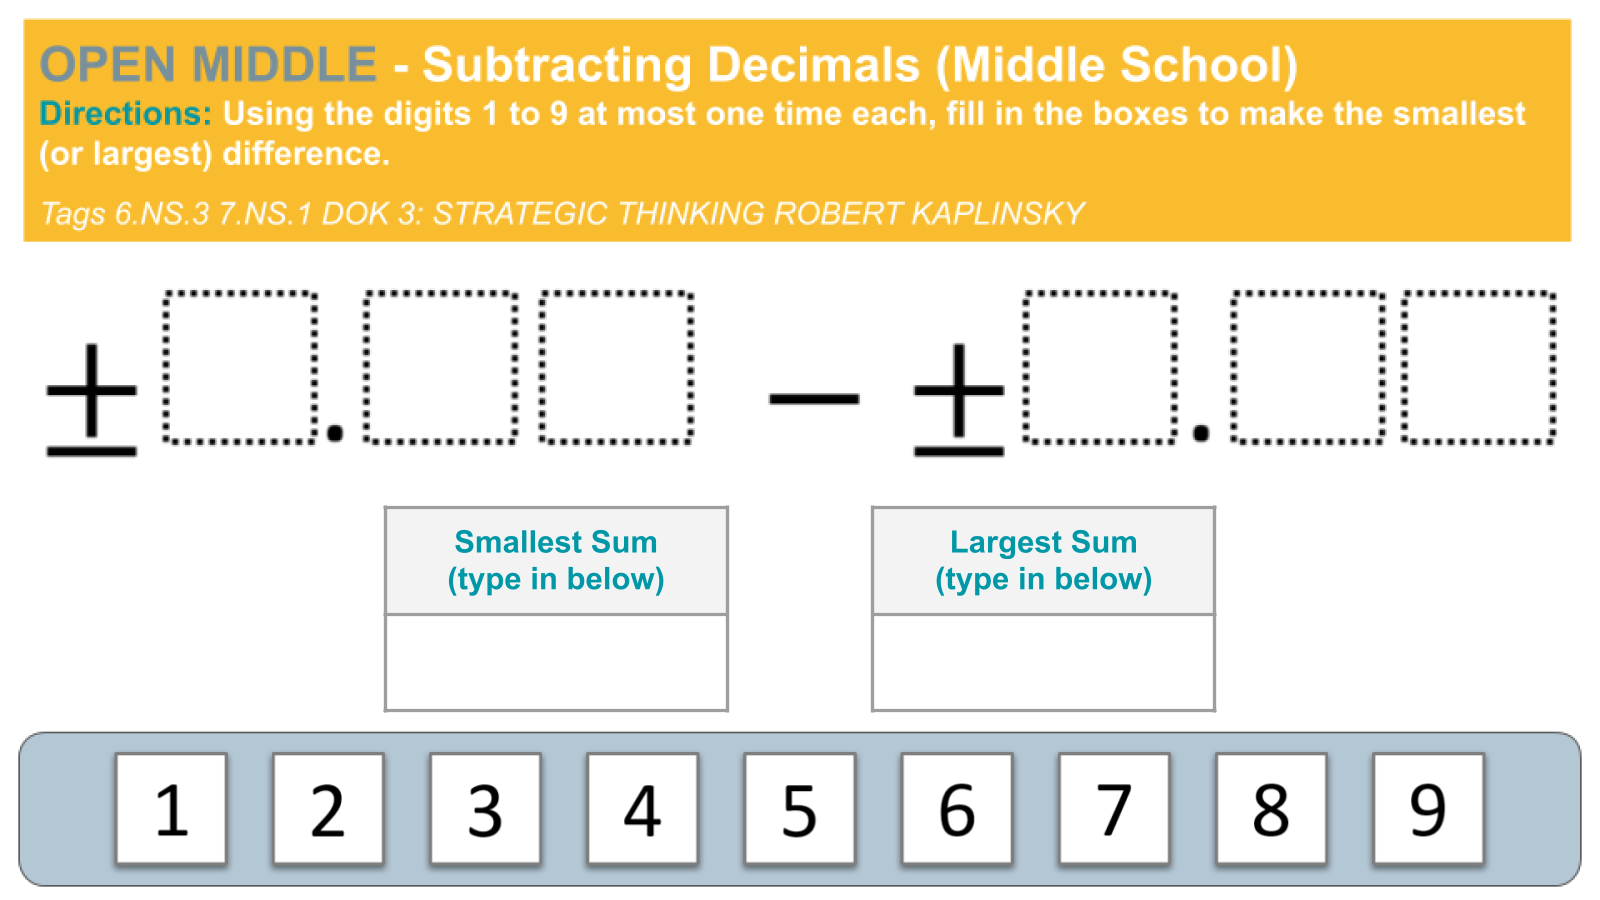 OPEN MIDDLE - Subtracting Decimals (Middle School)
Directions: Using the digits 1 to 9 at most one time each, fill in the boxes to make the smallest
(or largest) difference.
Tags 6.NS.3 7.NS.1 DOK 3: STRATEGIC THINKING ROBERT KAPLINSKY
± . − ± .
Smallest Sum
(type in below)
Largest Sum
(type in below)
1 2 3 4 5 6 7 8 9